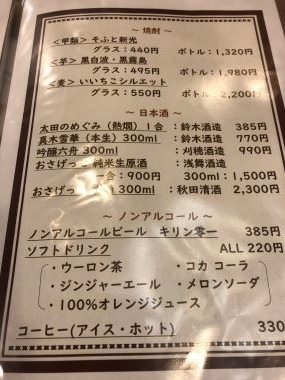 ～ 焼酎 ～
<甲類> そふと新光
グラス：440円 ボトル：1,320円
<芋> 黒白波・黒霧島
グラス：495円 ボトル：1,980円
<麦> いいちこシルエット
グラス：550円 ボトル：2,200円
～ 日本酒 ～
太田のめぐみ（熱燗）１合 ：鈴木酒造 385円
真木雪華（本生）300ml ：鈴木酒造 770円
吟醸六舟 300ml ：刈穂酒造 990円
おさげっ 純米生原酒 ：浅舞酒造
一合：900円 300ml：1,500円
おさげっ 300ml ：秋田清酒 2,300円
～ ノンアルコール ～
ノンアルコールビール キリン零一 385円
ソフトドリンク ALL 220円
・ウーロン茶 ・コカ コーラ
・ジンジャーエール ・メロンソーダ
・100％オレンジジュース
コーヒー(アイス・ホット) 330